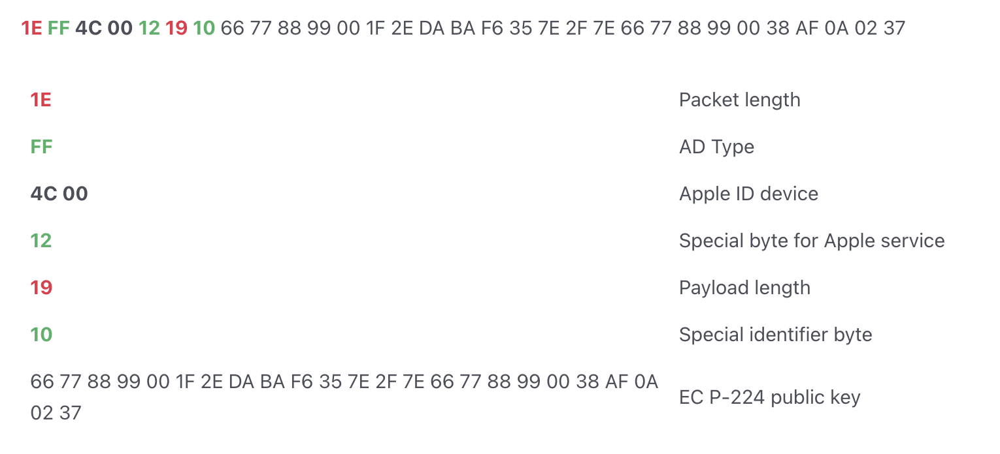 1E FF 4C 00 12 19 10 66 77 88 99 00 1F 2E DA BA F6 35 7E 2F 7E 66 77 88 99 00 38 AF 0A 02 37
1E Packet length
FF AD Type
4C 00 Apple ID device
12 Special byte for Apple service
19 Payload length
10 Special identifier byte
66 77 88 99 00 1F 2E DA BA F6 35 7E 2F 7E 66 77 88 99 00 38 AF 0A
02 37
EC P-224 public key